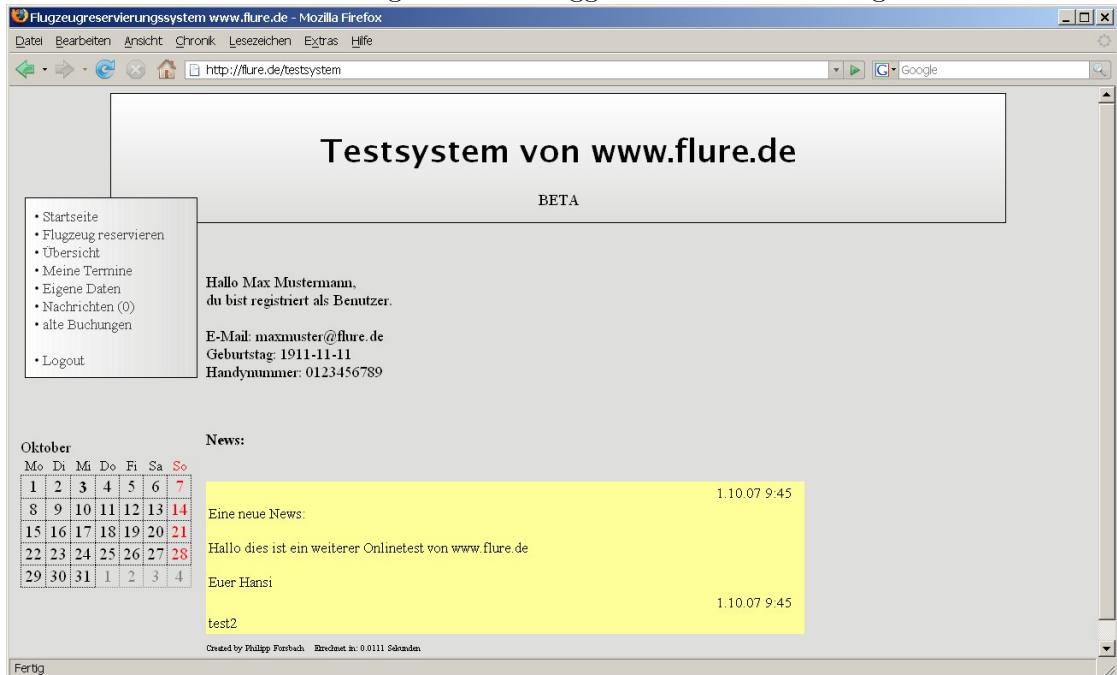 Flugzeugreservierungssystem www.flure.de - Mozilla Firefox
Datei Bearbeiten Ansicht Chronik Lesezeichen Extras Hilfe
http://flure.de/testsystem
Google
Testsystem von www.flure.de
BETA
• Startseite
• Flugzeug reservieren
• Übersicht
• Meine Termine
• Eigene Daten
• Nachrichten (0)
• alte Buchungen
• Logout
Hallo Max Mustermann,
du bist registriert als Benutzer.
E-Mail: maxmuster@flure.de
Geburtstag: 1911-11-11
Handynummer: 0123456789
Oktober
Mo Di Mi Do Fi Sa So
1 2 3 4 5 6 7
8 9 10 11 12 13 14
15 16 17 18 19 20 21
22 23 24 25 26 27 28
29 30 31 1 2 3 4
News:
1.10.07 9:45
Eine neue News:
Hallo dies ist ein weiterer Onlinetest von www.flure.de
Euer Hansi
1.10.07 9:45
test2
Created by Philipp Forsbach Errechnet in: 0.0111 Sekunden
Fertig